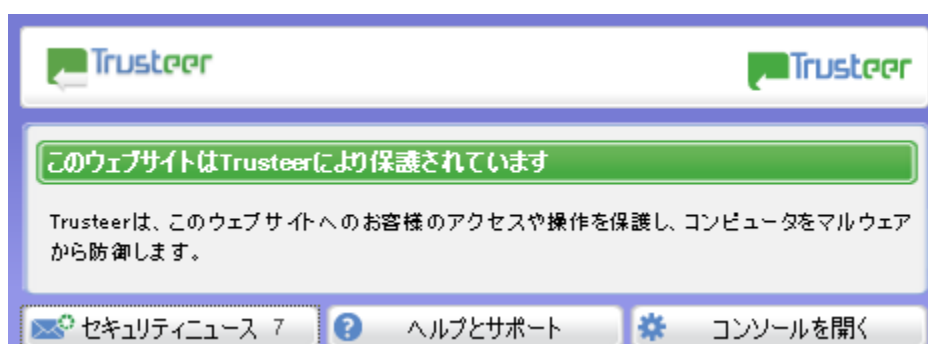 Trusteer
Trusteer
このウェブサイトはTrusteerにより保護されています
Trusteerは、このウェブサイトへのお客様のアクセスや操作を保護し、コンピュータをマルウェア
から防御します。
セキュリティニュース 7
ヘルプとサポート
コンソールを開く